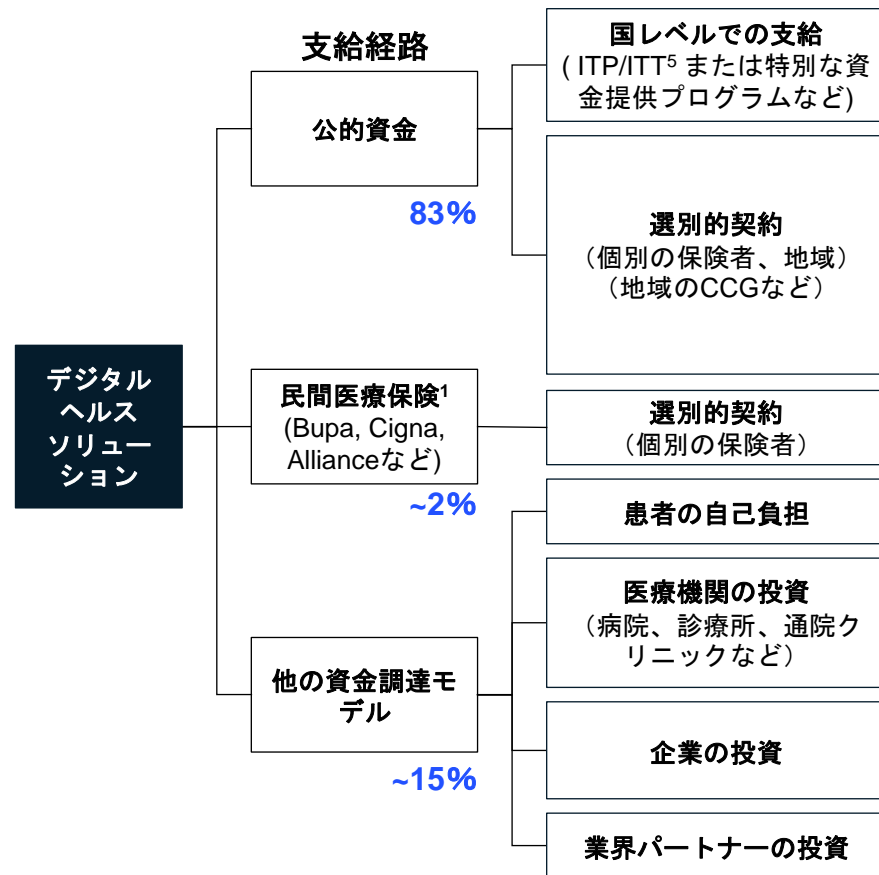 支給経路
デジタル
ヘルス
ソリュー
ション
公的資金
83%
国レベルでの支給
( ITP/ITT⁵ または特別な資
金提供プログラムなど)
選別的契約
（個別の保険者、地域）
（地域のCCGなど）
民間医療保険¹
(Bupa, Cigna,
Allianceなど)
~2%
選別的契約
（個別の保険者）
他の資金調達モ
デル
~15%
患者の自己負担
医療機関の投資
（病院、診療所、通院ク
リニックなど）
企業の投資
業界パートナーの投資